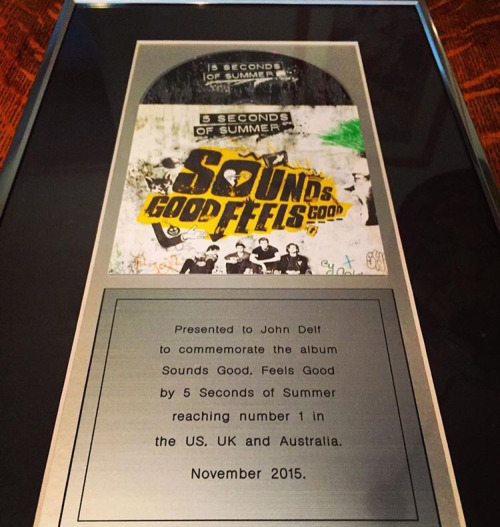 5 SECONDS
OF SUMMER
5 SECONDS
OF SUMMER
SOUNDS
GOOD FEELS GOOD
Presented to John Delf
to commemorate the album
Sounds Good, Feels Good
by 5 Seconds of Summer
reaching number 1 in
the US, UK and Australia.
November 2015.